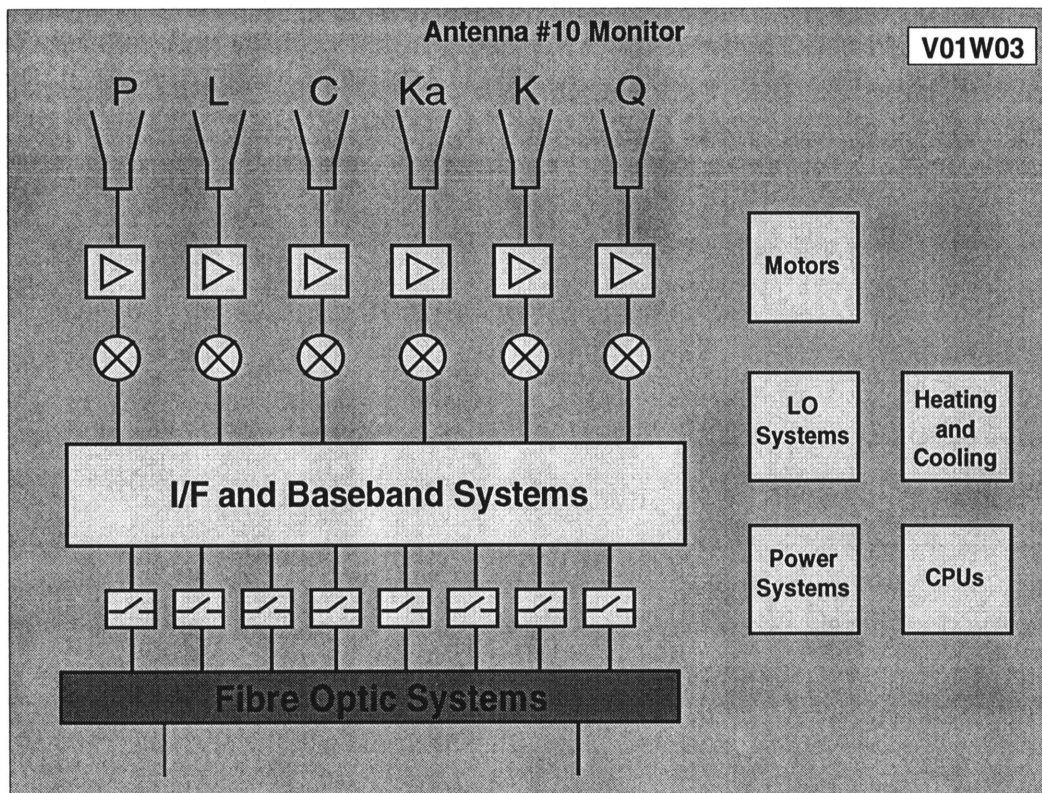 Antenna #10 Monitor
V01W03
P L C Ka K Q
Motors
LO
Systems
Heating
and
Cooling
I/F and Baseband Systems
Power
Systems
CPUs
Fibre Optic Systems